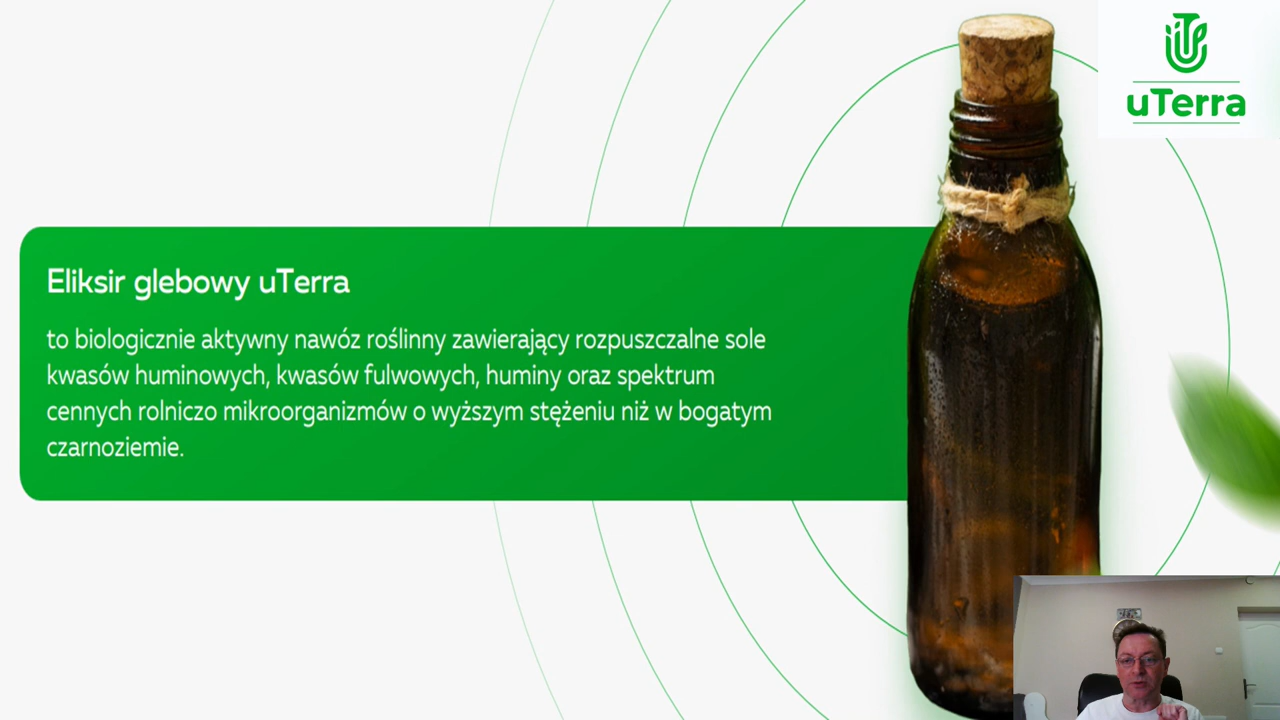 uTerra
Eliksir glebowy uTerra
to biologicznie aktywny nawóz roślinny zawierający rozpuszczalne sole
kwasów huminowych, kwasów fulwowych, huminy oraz spektrum
cennych rolniczo mikroorganizmów o wyższym stężeniu niż w bogatym
czarnoziemie.